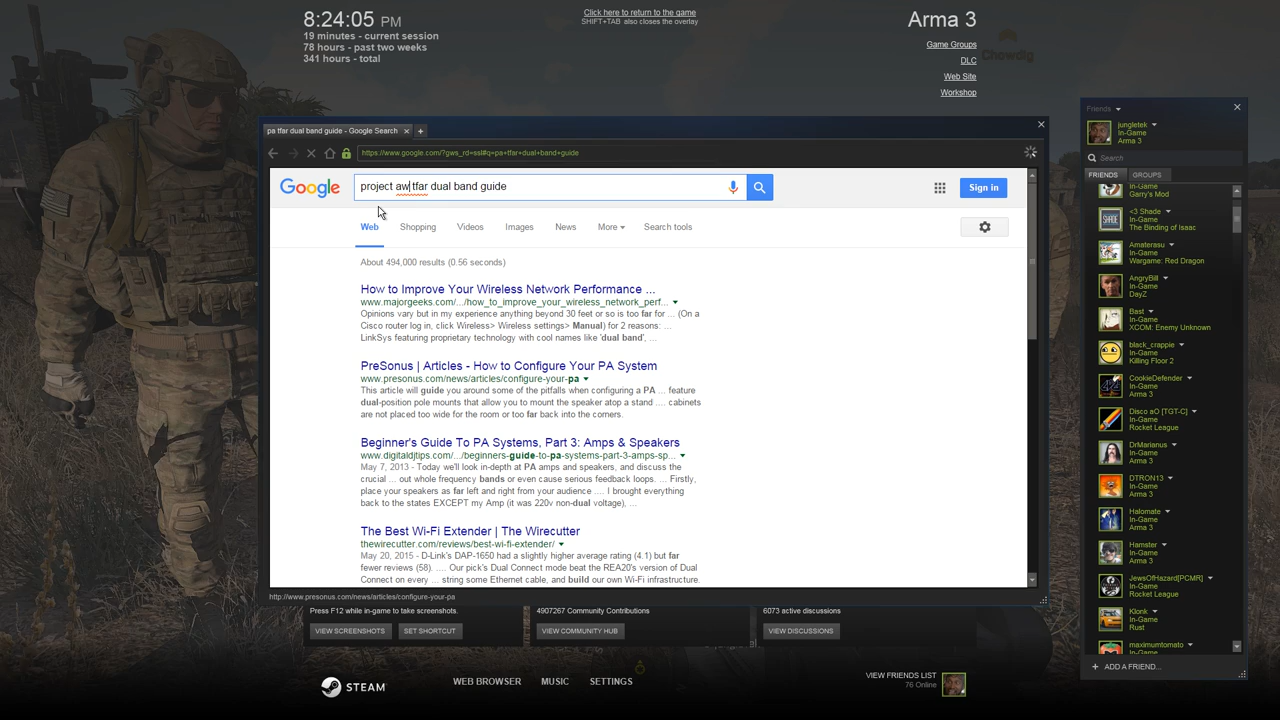 8:24:05 PM
19 minutes - current session
78 hours - past two weeks
341 hours - total
Click here to return to the game
SHIFT+TAB also closes the overlay
Arma 3
Game Groups
DLC
Web Site
Workshop
Chowdig
pa tfar dual band guide - Google Search
https://www.google.com/?gws_rd=ssl#q=pa+tfar+dual+band+guide
Google
project aw tfar dual band guide
Sign in
Web
Shopping
Videos
Images
News
More
Search tools
About 494,000 results (0.56 seconds)
How to Improve Your Wireless Network Performance ...
www.majorgeeks.com/.../how_to_improve_your_wireless_network_perf...
Opinions vary but in my experience anything beyond 30 feet or so is too far for ... (On a
Cisco router log in, click Wireless> Wireless settings> Manual) for 2 reasons: ...
LinkSys featuring proprietary technology with cool names like 'dual band', ...
PreSonus | Articles - How to Configure Your PA System
www.presonus.com/news/articles/configure-your-pa
This article will guide you around some of the pitfalls when configuring a PA ... feature
dual-position pole mounts that allow you to mount the speaker atop a stand .... cabinets
are not placed too wide for the room or too far back into the corners.
Beginner's Guide To PA Systems, Part 3: Amps & Speakers
www.digitaldjtips.com/.../beginners-guide-to-pa-systems-part-3-amps-sp...
May 7, 2013 - Today we'll look in-depth at PA amps and speakers, and discuss the
crucial ... out whole frequency bands or even cause serious feedback loops. ... Firstly,
place your speakers as far left and right from your audience .... I brought everything
back to the states EXCEPT my Amp (it was 220v non-dual voltage), ...
The Best Wi-Fi Extender | The Wirecutter
thewirecutter.com/reviews/best-wi-fi-extender/
May 20, 2015 - D-Link's DAP-1650 had a slightly higher average rating (4.1) but far
fewer reviews (58). .... Our pick's Dual Connect mode beat the REA20's version of Dual
Connect on every ... string some Ethernet cable, and build our own Wi-Fi infrastructure.
http://www.presonus.com/news/articles/configure-your-pa
Press F12 while in-game to take screenshots.
VIEW SCREENSHOTS
SET SHORTCUT
4907267 Community Contributions
VIEW COMMUNITY HUB
6073 active discussions
VIEW DISCUSSIONS
STEAM
WEB BROWSER
MUSIC
SETTINGS
VIEW FRIENDS LIST
76 Online
Friends
jungletek
In-Game
Arma 3
Search
FRIENDS
GROUPS
In-Game
Garry's Mod
<3 Shade
In-Game
The Binding of Isaac
Amaterasu
In-Game
Wargame: Red Dragon
AngryBill
In-Game
DayZ
Bast
In-Game
XCOM: Enemy Unknown
black_crappie
In-Game
Killing Floor 2
CookieDefender
In-Game
Arma 3
Disco aO [TGT-C]
In-Game
Rocket League
DrMarianus
In-Game
Arma 3
DTRON13
In-Game
Arma 3
Halomate
In-Game
Arma 3
Hamster
In-Game
Arma 3
JewsOfHazard[PCMR]
In-Game
Rocket League
Klonk
In-Game
Rust
maximumtomato
In-Game
+ ADD A FRIEND...